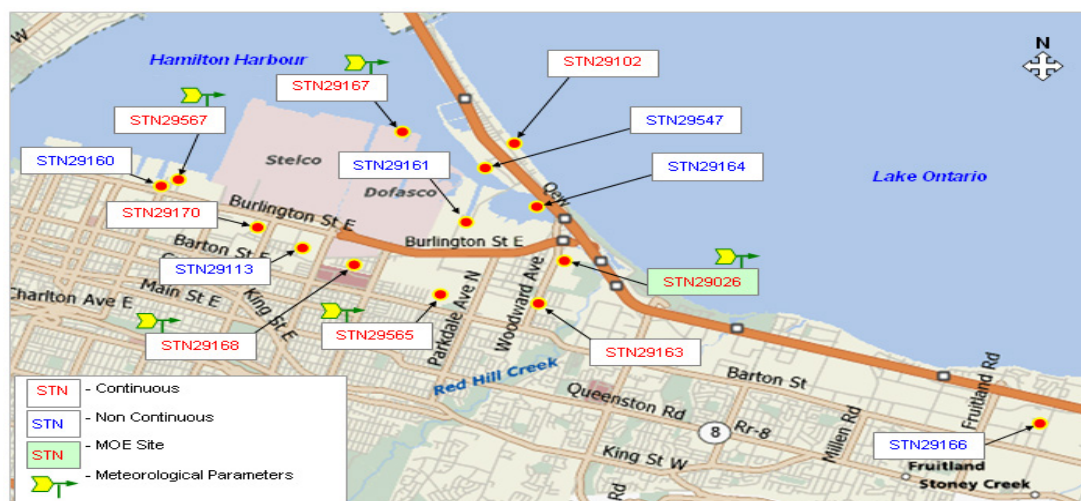 W
Hamilton Harbour
N
STN29102
STN29167
STN29567
STN29547
STN29160
Stelco
STN29161
STN29164
Dofasco
Lake Ontario
Qew
STN29170
Burlington St E
Burlington St E
Barton St E
STN29113
STN29026
Main St E
Charlton Ave E
King St E
Parkdale Ave N
Woodward Ave
STN29168
STN29565
STN29163
Red Hill Creek
Barton St
Fruitland Rd
STN - Continuous
STN - Non Continuous
STN - MOE Site
- Meteorological Parameters
Queenston Rd
8
Rr-8
Millen Rd
STN29166
King St W
Fruitland
Stoney Creek
Rd